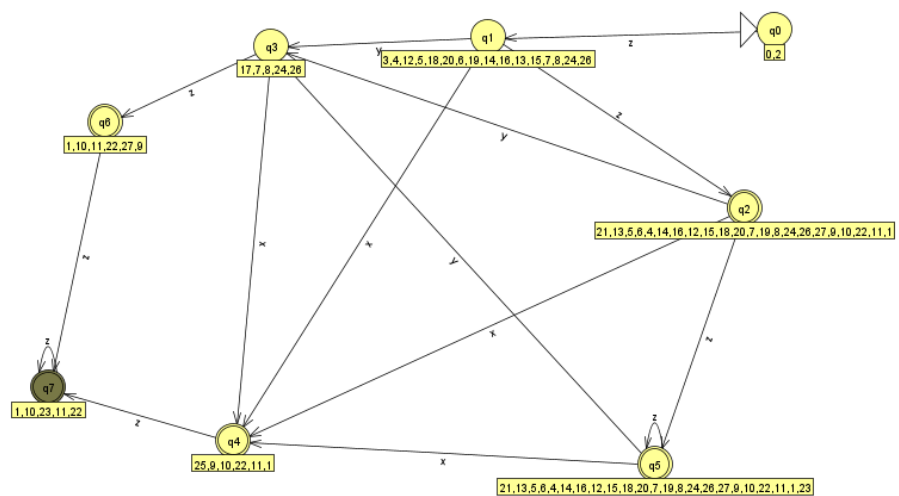 q0
0,2
z
q1
3,4,12,5,18,20,6,19,14,16,13,15,7,8,24,26
y
q3
17,7,8,24,26
z
q6
1,10,11,22,27,9
z
y
q2
21,13,5,6,4,14,16,12,15,18,20,7,19,8,24,26,27,9,10,22,11,1
x
x
y
z
z
x
z
q7
1,10,23,11,22
z
q4
25,9,10,22,11,1
x
z
q5
21,13,5,6,4,14,16,12,15,18,20,7,19,8,24,26,27,9,10,22,11,1,23